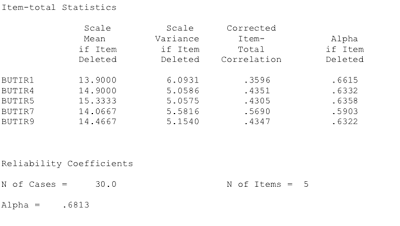 Item-total Statistics
Scale Scale Corrected
Mean Variance Item- Alpha
if Item if Item Total if Item
Deleted Deleted Correlation Deleted
BUTIR1 13.9000 6.0931 .3596 .6615
BUTIR4 14.9000 5.0586 .4351 .6332
BUTIR5 15.3333 5.0575 .4305 .6358
BUTIR7 14.0667 5.5816 .5690 .5903
BUTIR9 14.4667 5.1540 .4347 .6322
Reliability Coefficients
N of Cases = 30.0 N of Items = 5
Alpha = .6813